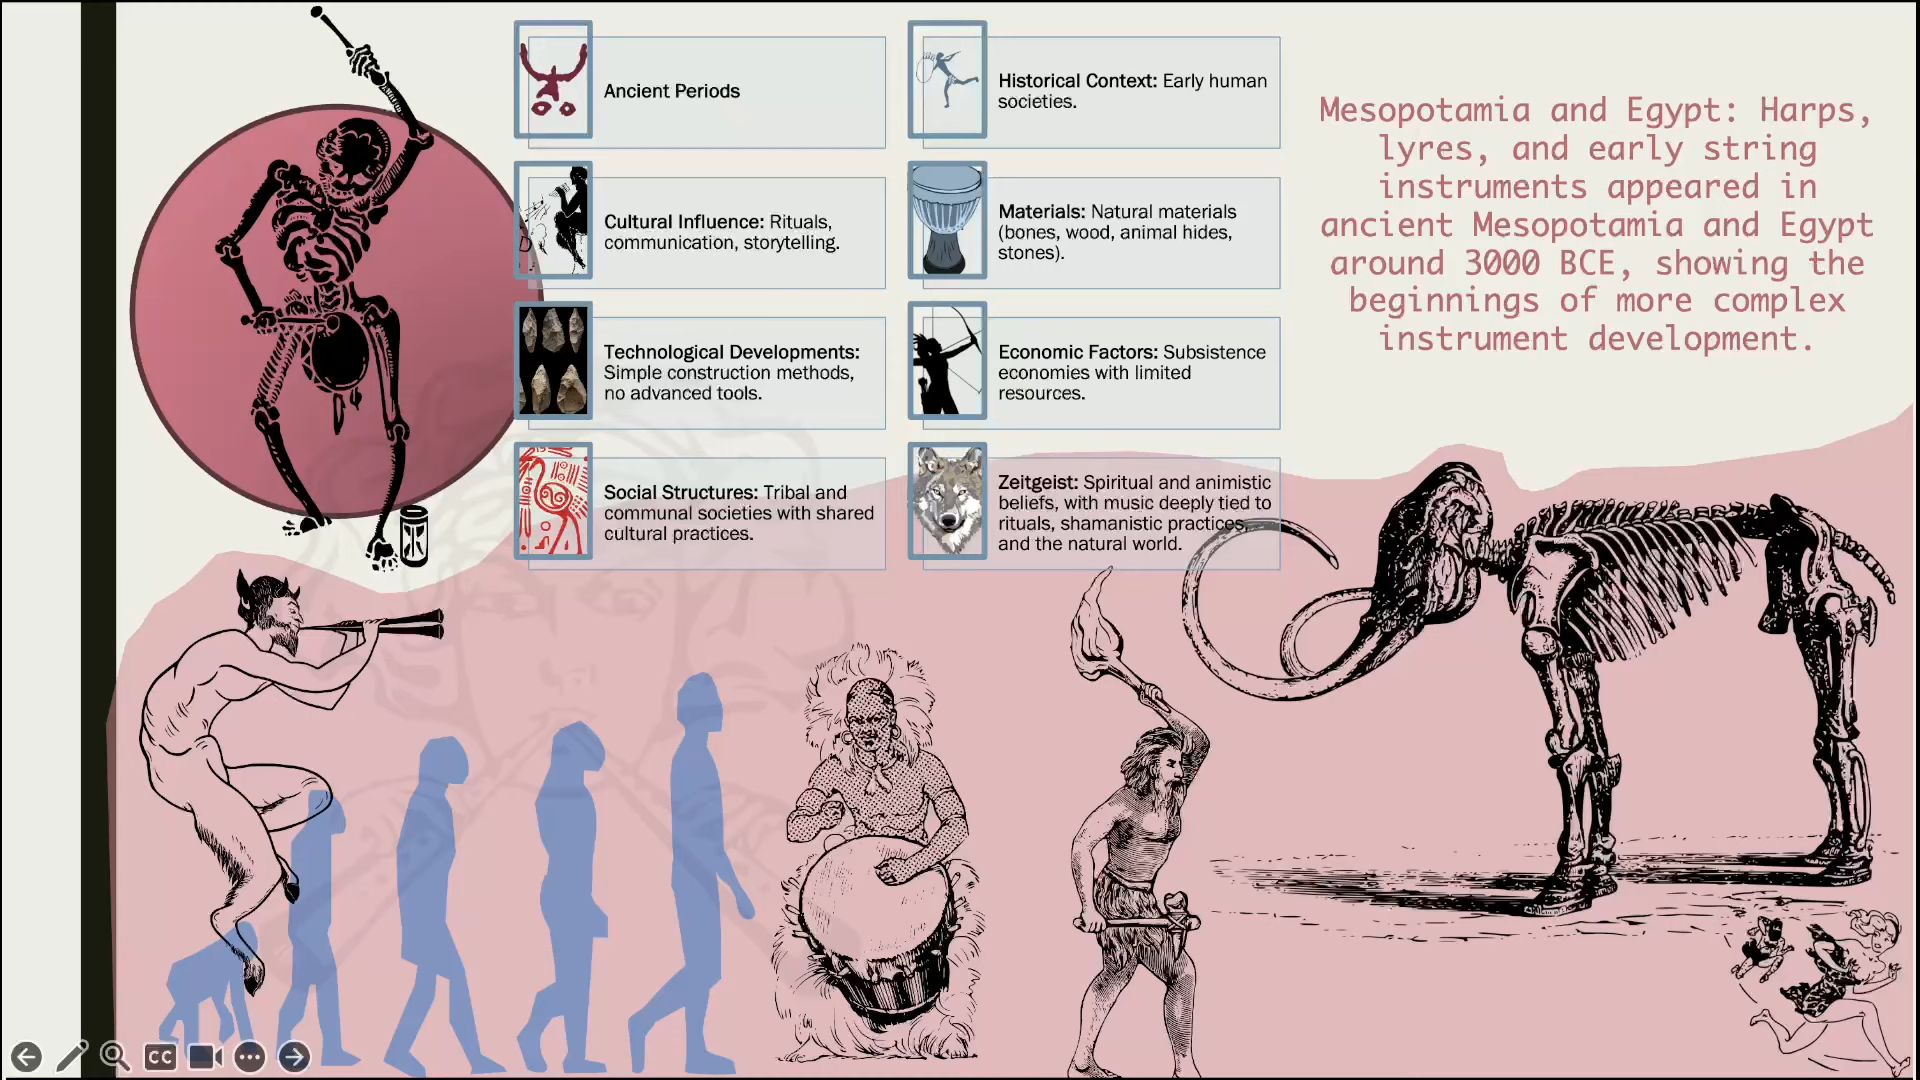 Ancient Periods
Historical Context: Early human
societies.
Cultural Influence: Rituals,
communication, storytelling.
Materials: Natural materials
(bones, wood, animal hides,
stones).
Technological Developments:
Simple construction methods,
no advanced tools.
Economic Factors: Subsistence
economies with limited
resources.
Social Structures: Tribal and
communal societies with shared
cultural practices.
Zeitgeist: Spiritual and animistic
beliefs, with music deeply tied to
rituals, shamanistic practices,
and the natural world.
Mesopotamia and Egypt: Harps,
lyres, and early string
instruments appeared in
ancient Mesopotamia and Egypt
around 3000 BCE, showing the
beginnings of more complex
instrument development.
CC